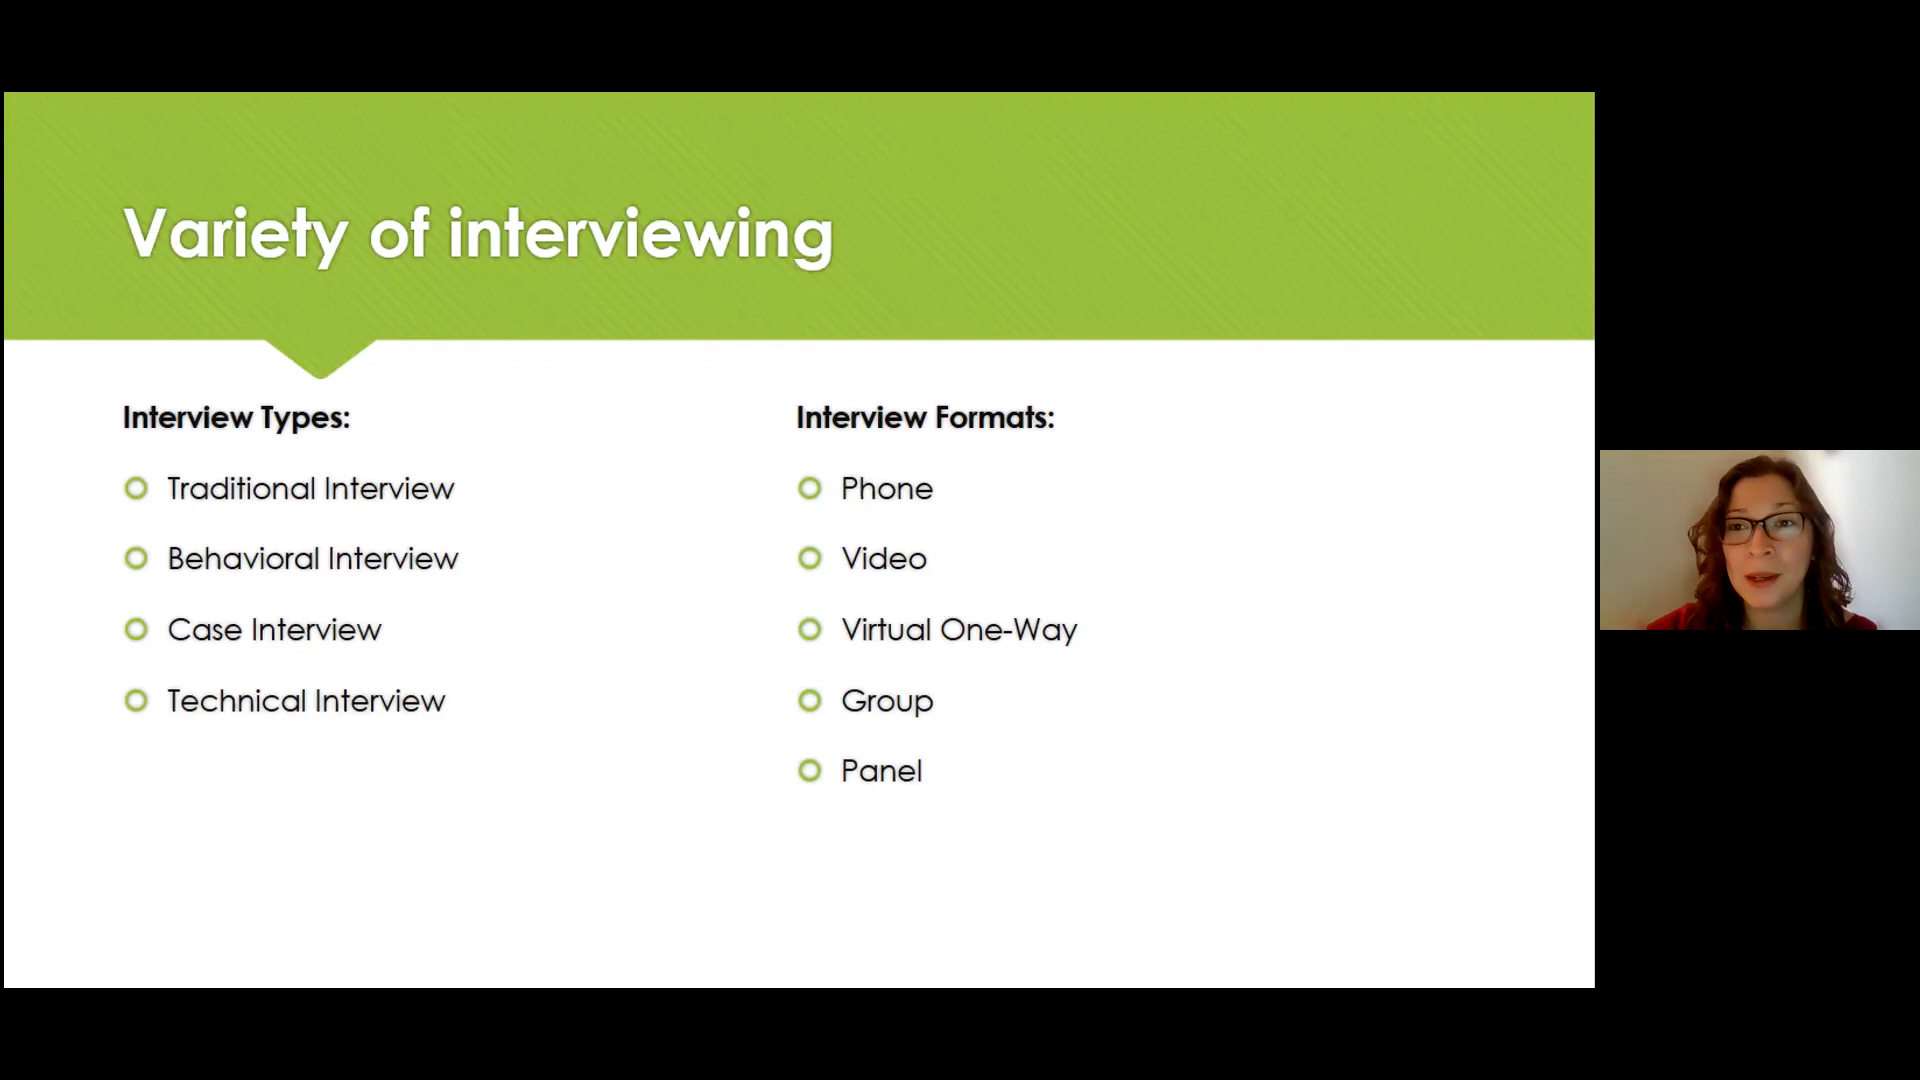 Variety of interviewing
Interview Types:
Traditional Interview
Behavioral Interview
Case Interview
Technical Interview
Interview Formats:
Phone
Video
Virtual One-Way
Group
Panel